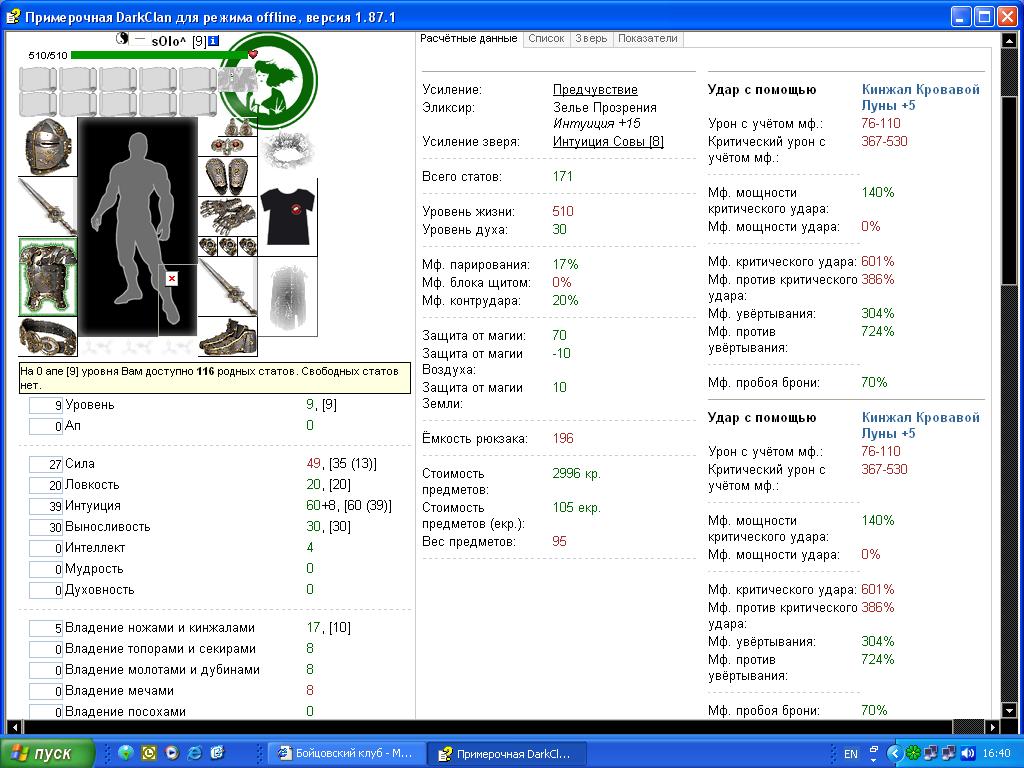 Примерочная DarkClan для режима offline, версия 1.87.1
sOlo^ [9]
510/510
Расчётные данные Список Зверь Показатели
На 0 апе [9] уровня Вам доступно 116 родных статов. Свободных статов
нет.
9 Уровень 9, [9]
0 Ап 0
27 Сила 49, [35 (13)]
20 Ловкость 20, [20]
39 Интуиция 60+8, [60 (39)]
30 Выносливость 30, [30]
0 Интеллект 4
0 Мудрость 0
0 Духовность 0
5 Владение ножами и кинжалами 17, [10]
0 Владение топорами и секирами 8
0 Владение молотами и дубинами 8
0 Владение мечами 8
0 Владение посохами 0
Усиление: Предчувствие
Эликсир: Зелье Прозрения
Интуиция +15
Усиление зверя: Интуиция Совы [8]
Всего статов: 171
Уровень жизни: 510
Уровень духа: 30
Мф. парирования: 17%
Мф. блока щитом: 0%
Мф. контрудара: 20%
Защита от магии: 70
Защита от магии -10
Воздуха:
Защита от магии 10
Земли:
Ёмкость рюкзака: 196
Стоимость 2996 кр.
предметов:
Стоимость 105 екр.
предметов (екр.):
Вес предметов: 95
Удар с помощью Кинжал Кровавой
Луны +5
Урон с учётом мф.: 76-110
Критический урон с 367-530
учётом мф.:
Мф. мощности 140%
критического удара:
Мф. мощности удара: 0%
Мф. критического удара: 601%
Мф. против критического 386%
удара:
Мф. увёртывания: 304%
Мф. против 724%
увёртывания:
Мф. пробоя брони: 70%
Удар с помощью Кинжал Кровавой
Луны +5
Урон с учётом мф.: 76-110
Критический урон с 367-530
учётом мф.:
Мф. мощности 140%
критического удара:
Мф. мощности удара: 0%
Мф. критического удара: 601%
Мф. против критического 386%
удара:
Мф. увёртывания: 304%
Мф. против 724%
увёртывания:
Мф. пробоя брони: 70%
пуск
Бойцовский клуб - М...
Примерочная DarkCl...
EN
16:40